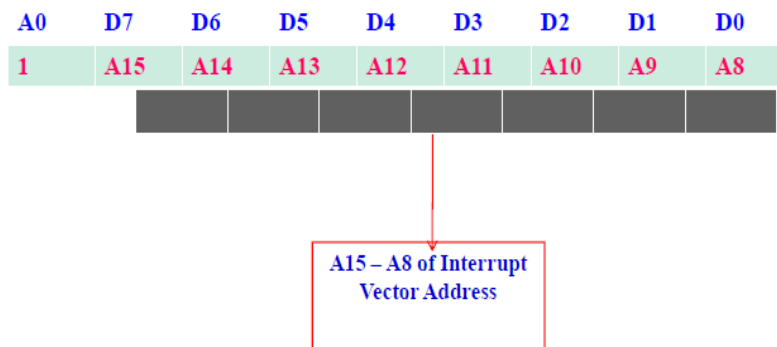 A0 D7 D6 D5 D4 D3 D2 D1 D0
1 A15 A14 A13 A12 A11 A10 A9 A8
A15 – A8 of Interrupt
Vector Address